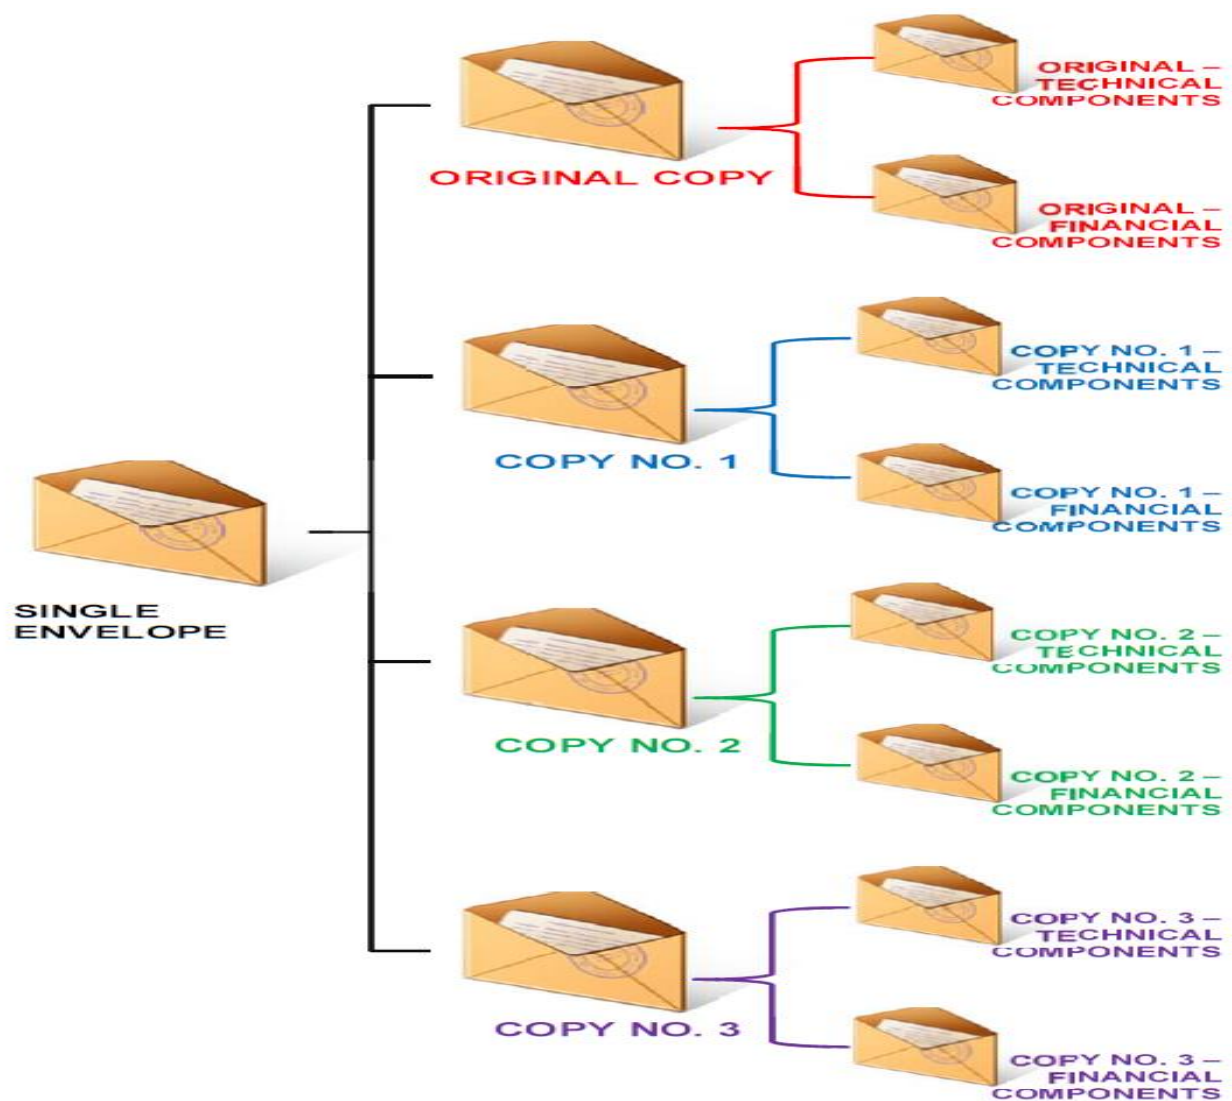 ORIGINAL –
TECHNICAL
COMPONENTS
ORIGINAL COPY
ORIGINAL –
FINANCIAL
COMPONENTS
COPY NO. 1 –
TECHNICAL
COMPONENTS
COPY NO. 1
COPY NO. 1 –
FINANCIAL
COMPONENTS
SINGLE
ENVELOPE
COPY NO. 2 –
TECHNICAL
COMPONENTS
COPY NO. 2
COPY NO. 2 –
FINANCIAL
COMPONENTS
COPY NO. 3 –
TECHNICAL
COMPONENTS
COPY NO. 3
COPY NO. 3 –
FINANCIAL
COMPONENTS